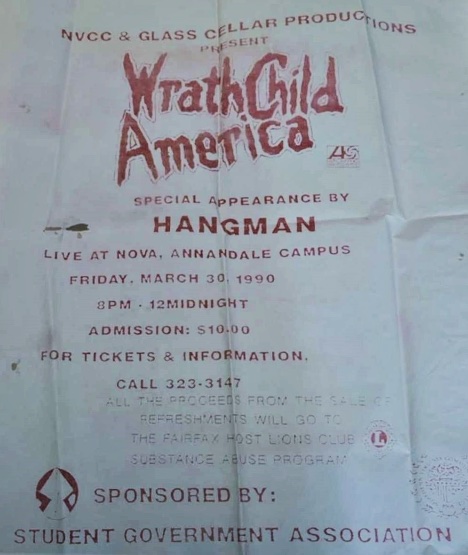 NVCC & GLASS CELLAR PRODUCTIONS
PRESENT
WrathChild
America
SPECIAL APPEARANCE BY
HANGMAN
LIVE AT NOVA, ANNANDALE CAMPUS
FRIDAY, MARCH 30, 1990
8PM - 12MIDNIGHT
ADMISSION: $10.00
FOR TICKETS & INFORMATION.
CALL 323-3147
ALL THE PROCEEDS FROM THE SALE OF
REFRESHMENTS WILL GO TO
THE FAIRFAX HOST LIONS CLUB
SUBSTANCE ABUSE PROGRAM
SPONSORED BY:
STUDENT GOVERNMENT ASSOCIATION